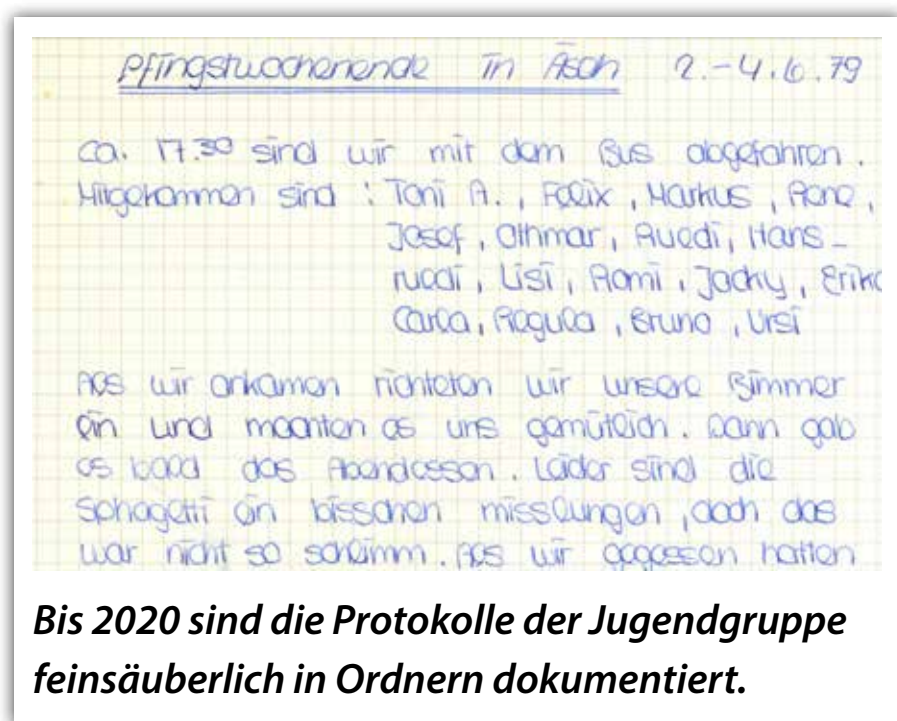 Pfingstwochenende in Äsch 2.-4.6.79
ca. 17.30 sind wir mit dem Bus abgefahren.
Mitgekommen sind : Toni A., Felix, Markus, Rene,
Josef, Othmar, Ruedi, Hans-
ruedi, Lisi, Romi, Jacky, Erika
Carla, Regula, Bruno, Ursi
Als wir ankamen richteten wir unsere Zimmer
ein und machten es uns gemütlich. Dann gab
es bald das Abendessen. Leider sind die
Sphagetti ein bisschen misslungen, doch das
war nicht so schlimm. Als wir gegessen hatten
Bis 2020 sind die Protokolle der Jugendgruppe
feinsäuberlich in Ordnern dokumentiert.